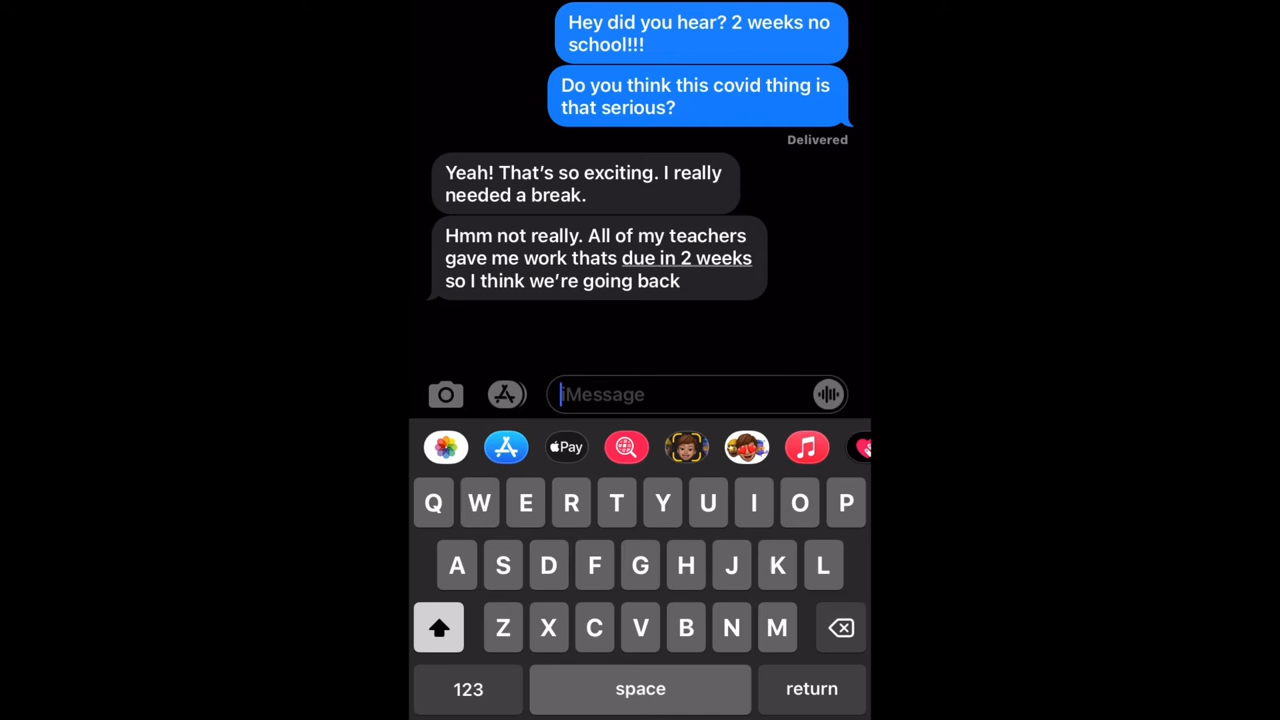 Hey did you hear? 2 weeks no
school!!!
Do you think this covid thing is
that serious?
Delivered
Yeah! That’s so exciting. I really
needed a break.
Hmm not really. All of my teachers
gave me work thats due in 2 weeks
so I think we’re going back
iMessage
Pay
Q W E R T Y U I O P
A S D F G H J K L
Z X C V B N M
123 space return